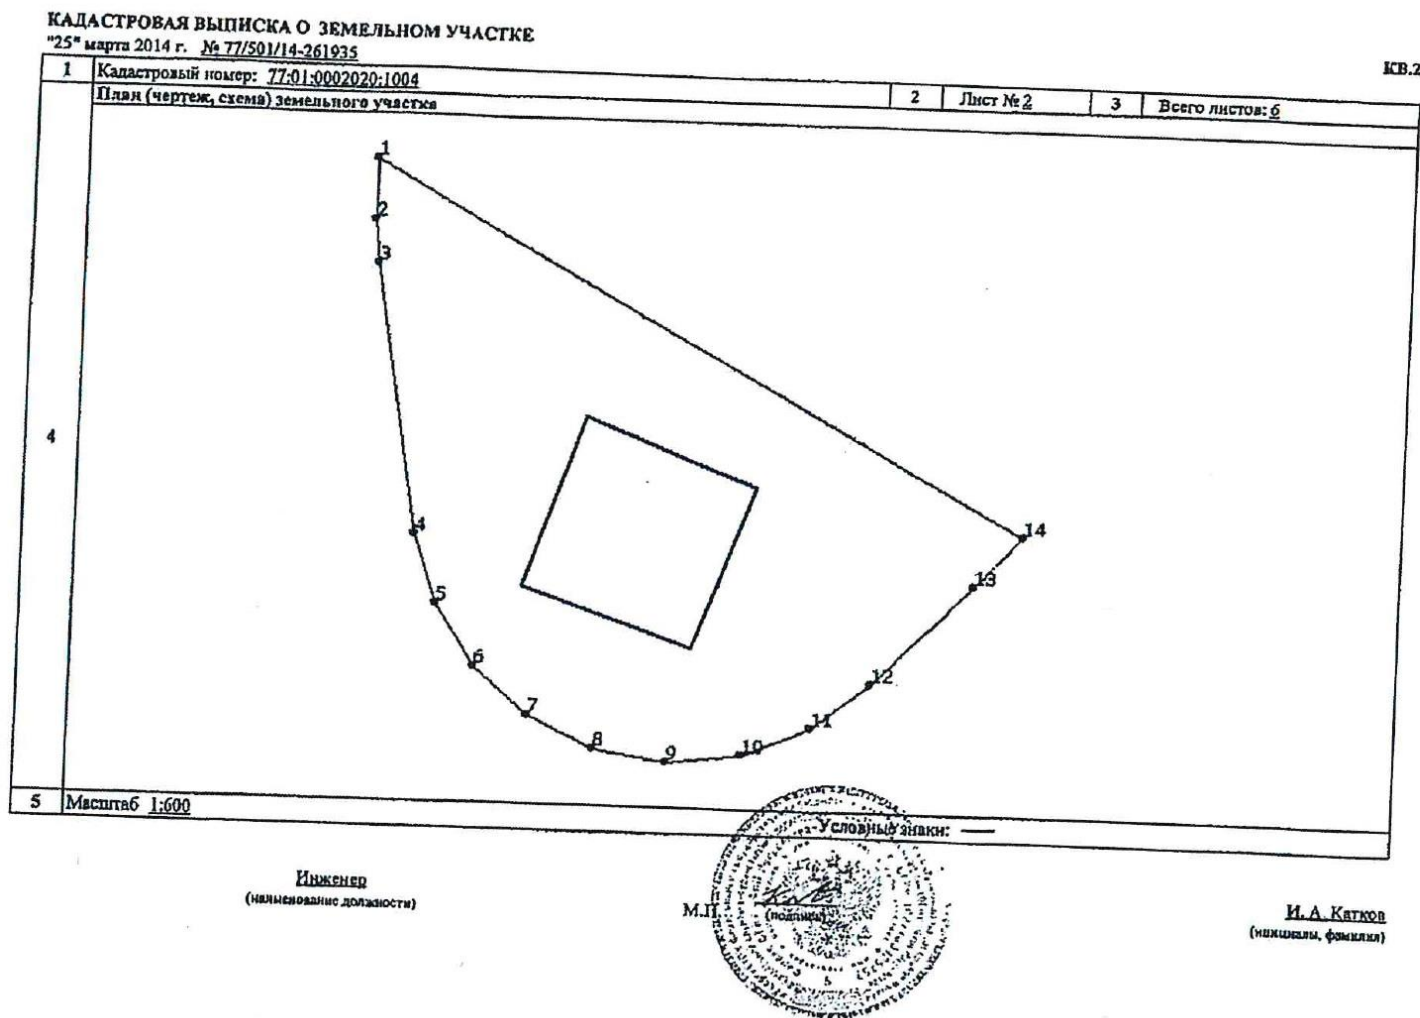 КАДАСТРОВАЯ ВЫПИСКА О ЗЕМЕЛЬНОМ УЧАСТКЕ
"25" марта 2014 г. № 77/501/14-261935
КВ.2
1 Кадастровый номер: 77:01:0002020:1004 2 Лист № 2 3 Всего листов: 6
План (чертеж, схема) земельного участка
4
1
2
3
4
5
6
7
8
9
10
11
12
13
14
5 Масштаб 1:600 Условные знаки:
Инженер
(наименование должности)
М.П.
(подпись)
И. А. Катков
(инициалы, фамилия)